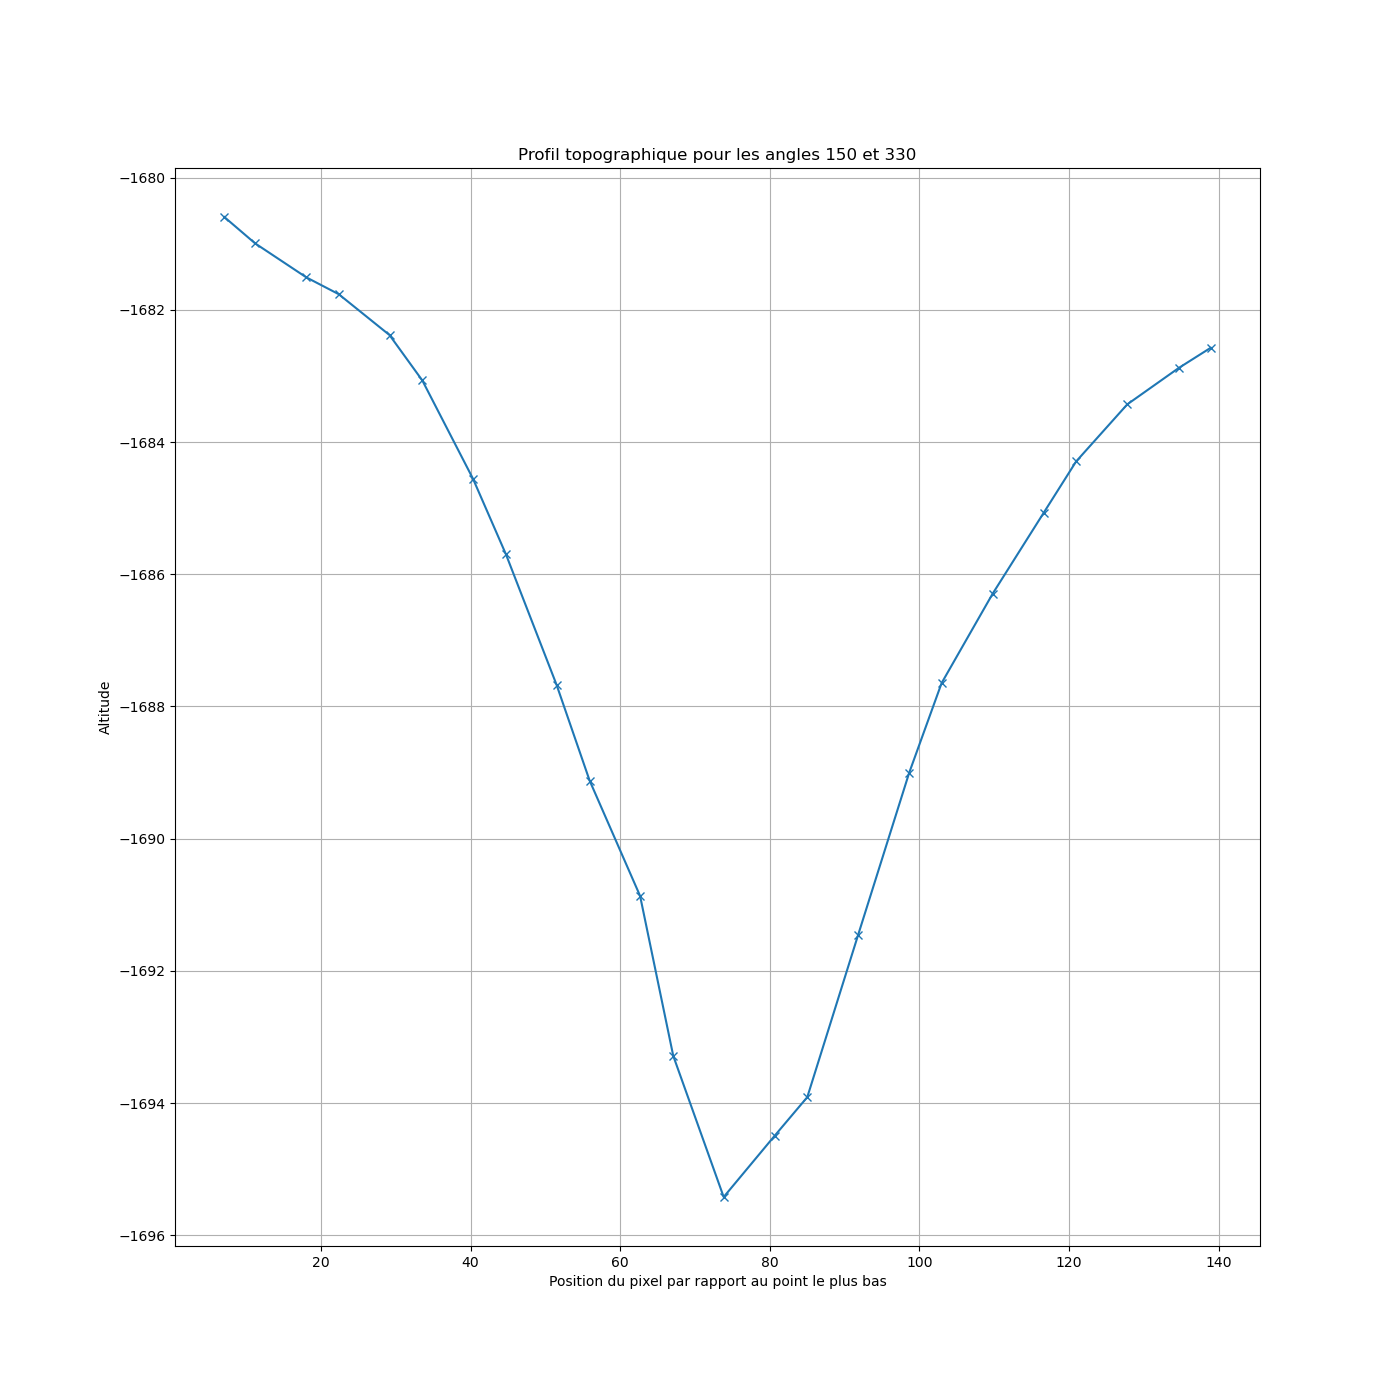 Profil topographique pour les angles 150 et 330
−1680
−1682
−1684
−1686
−1688
−1690
−1692
−1694
−1696
Altitude
20 40 60 80 100 120 140
Position du pixel par rapport au point le plus bas